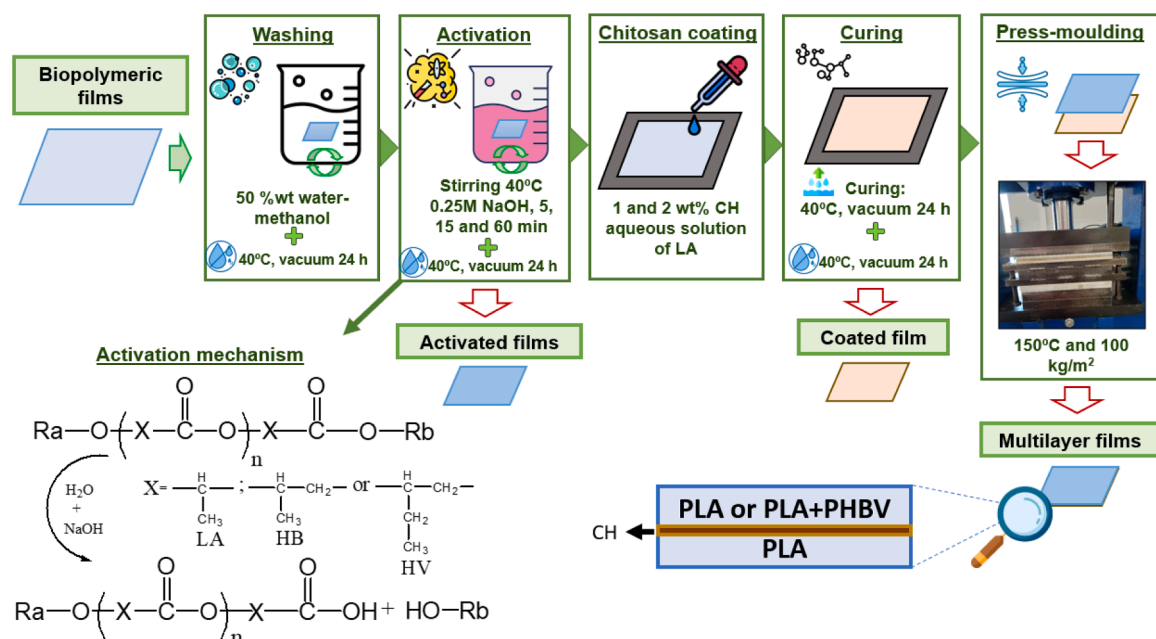 Biopolymeric
films
Washing
50 %wt water-
methanol
40ºC, vacuum 24 h
Activation
Stirring 40ºC
0.25M NaOH, 5,
15 and 60 min
40ºC, vacuum 24 h
Chitosan coating
1 and 2 wt% CH
aqueous solution
of LA
Curing
Curing:
40ºC, vacuum 24 h
40ºC, vacuum 24 h
Press-moulding
150ºC and 100
kg/m²
Activated films
Coated film
Multilayer films
Activation mechanism
O O
Ra—O—(X—C—O)—X—C—O—Rb
n
H₂O
+
NaOH
X= —CH— ; —CH—CH₂— or —CH—CH₂—
CH₃ CH₃ CH₂
LA HB CH₃
HV
O O
Ra—O—(X—C—O)—X—C—OH + HO—Rb
n
PLA or PLA+PHBV
CH
PLA